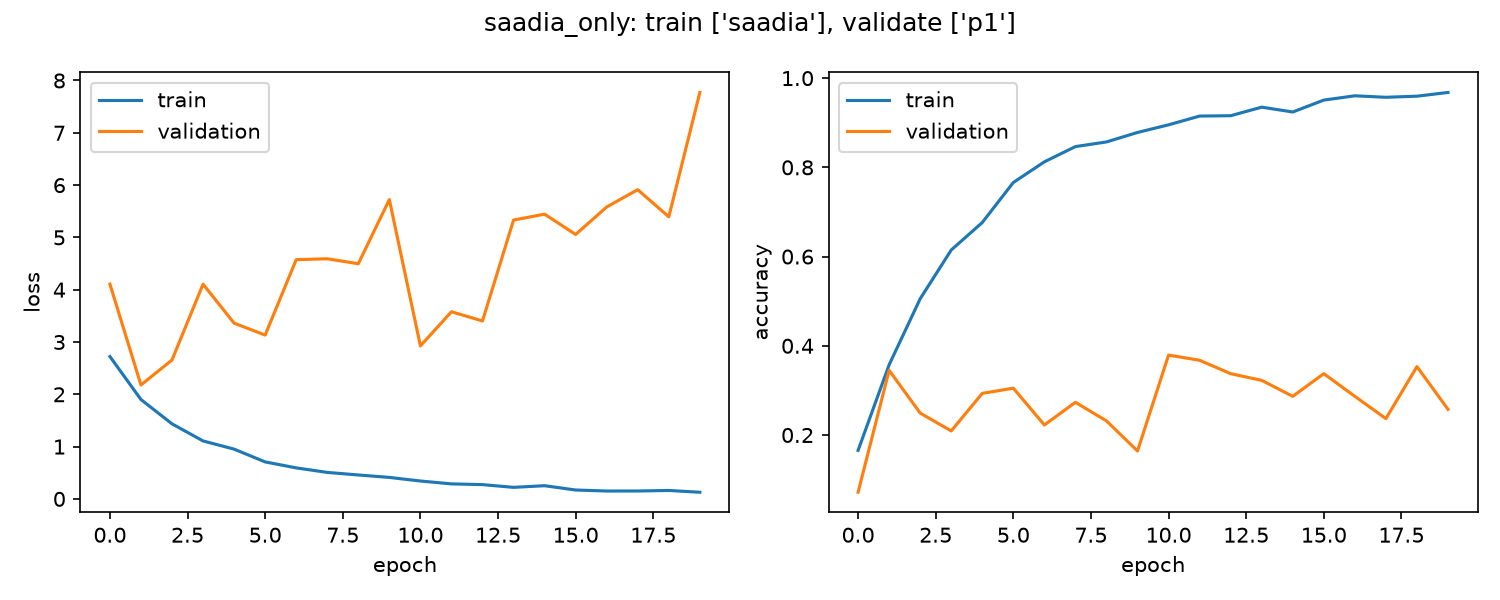 saadia_only: train ['saadia'], validate ['p1']
train
validation
8
7
6
5
4
3
2
1
0
loss
0.0 2.5 5.0 7.5 10.0 12.5 15.0 17.5
epoch
train
validation
1.0
0.8
0.6
0.4
0.2
accuracy
0.0 2.5 5.0 7.5 10.0 12.5 15.0 17.5
epoch